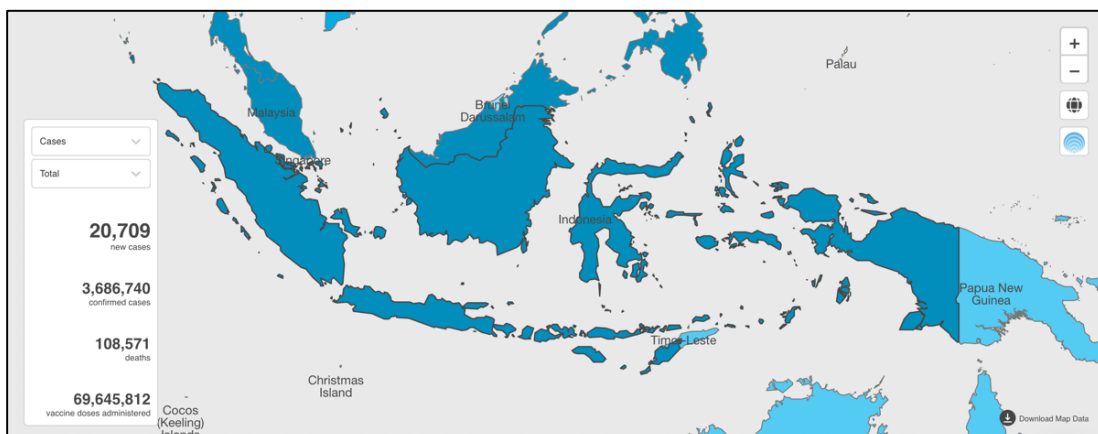 Palau
Malaysia
Brunei
Darussalam
Singapore
Indonesia
Papua New
Guinea
Timor-Leste
Christmas
Island
Cocos
(Keeling)
Islands
Cases
Total
20,709
new cases
3,686,740
confirmed cases
108,571
deaths
69,645,812
vaccine doses administered
+
−
Download Map Data